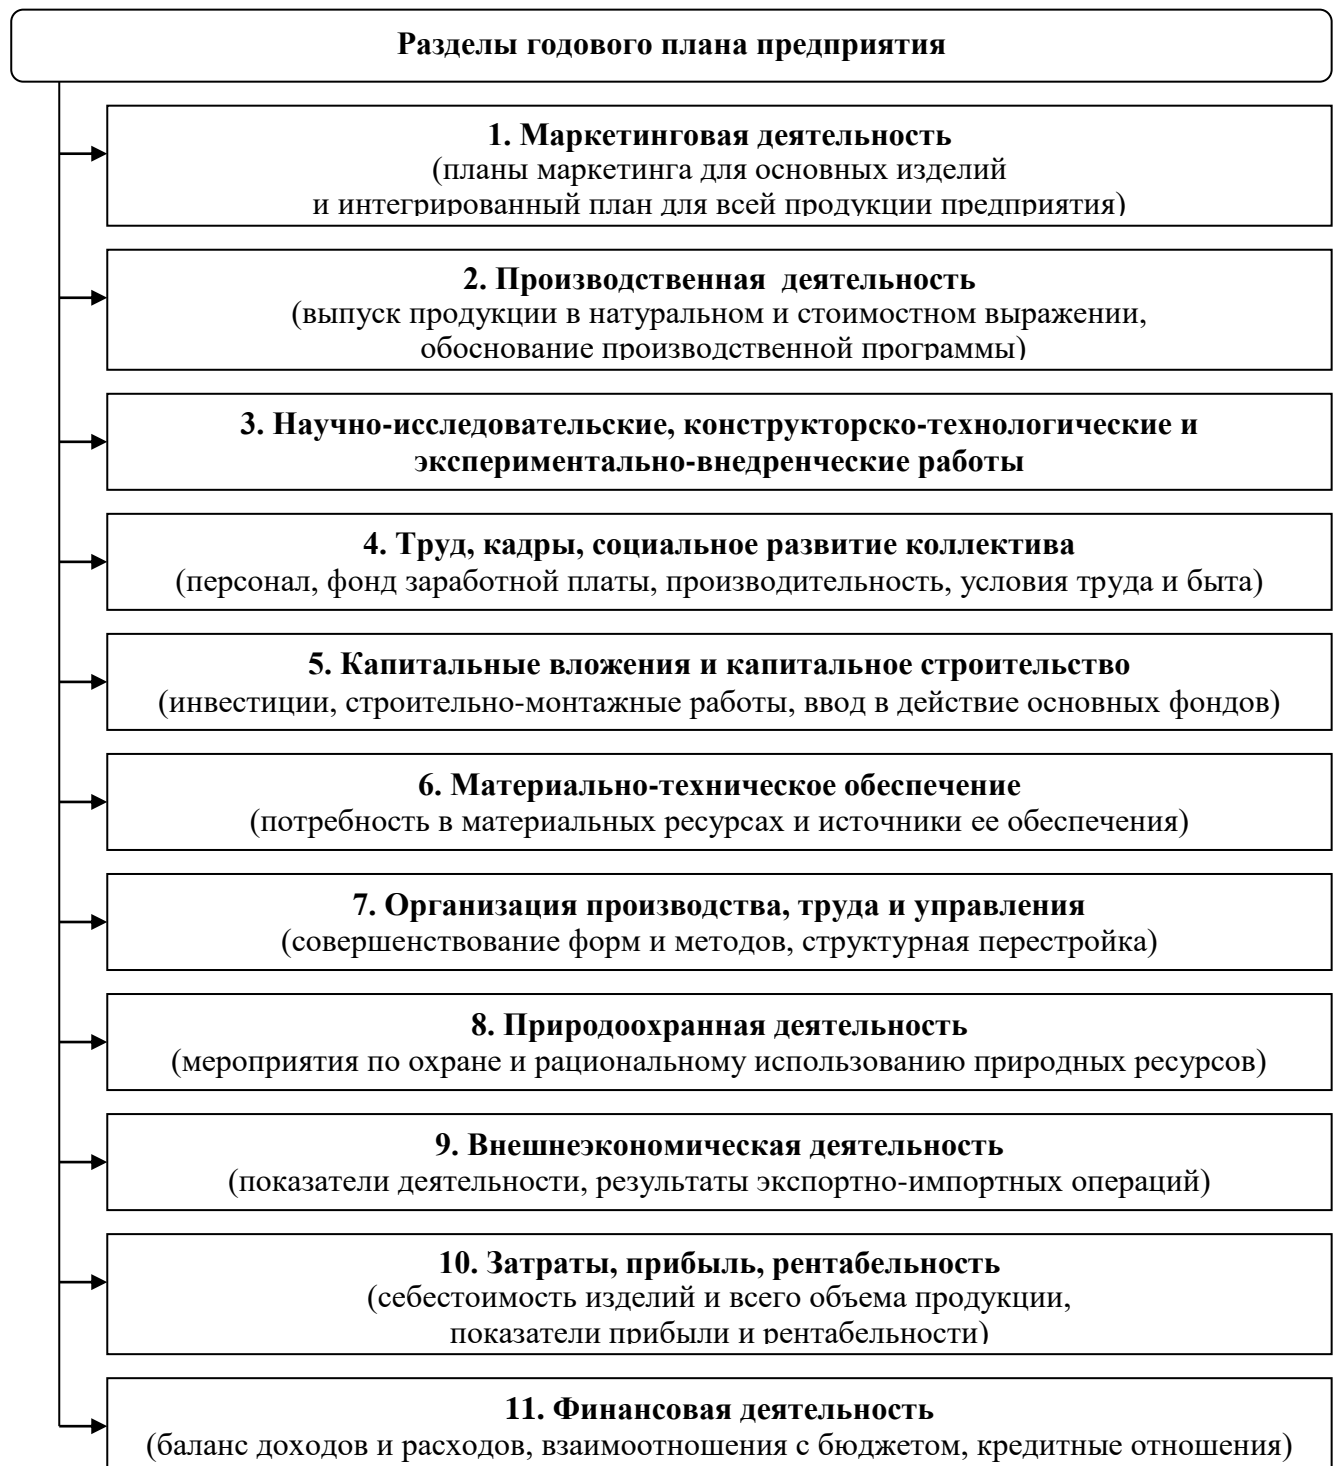 Разделы годового плана предприятия
1. Маркетинговая деятельность
(планы маркетинга для основных изделий
и интегрированный план для всей продукции предприятия)
2. Производственная  деятельность
(выпуск продукции в натуральном и стоимостном выражении,
обоснование производственной программы)
3. Научно-исследовательские, конструкторско-технологические и
экспериментально-внедренческие работы
4. Труд, кадры, социальное развитие коллектива
(персонал, фонд заработной платы, производительность, условия труда и быта)
5. Капитальные вложения и капитальное строительство
(инвестиции, строительно-монтажные работы, ввод в действие основных фондов)
6. Материально-техническое обеспечение
(потребность в материальных ресурсах и источники ее обеспечения)
7. Организация производства, труда и управления
(совершенствование форм и методов, структурная перестройка)
8. Природоохранная деятельность
(мероприятия по охране и рациональному использованию природных ресурсов)
9. Внешнеэкономическая деятельность
(показатели деятельности, результаты экспортно-импортных операций)
10. Затраты, прибыль, рентабельность
(себестоимость изделий и всего объема продукции,
показатели прибыли и рентабельности)
11. Финансовая деятельность
(баланс доходов и расходов, взаимоотношения с бюджетом, кредитные отношения)